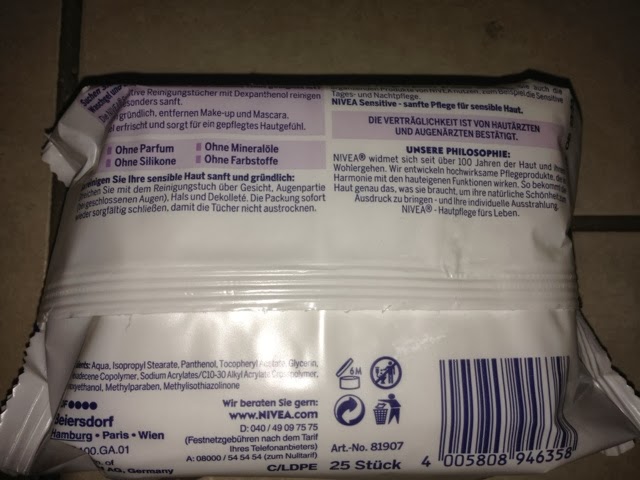 tive Reinigungstücher mit Dexpanthenol reinigen
esonders sanft.
gründlich, entfernen Make-up und Mascara.
erfrischt und sorgt für ein gepflegtes Hautgefühl.
Ohne Parfum
Ohne Mineralöle
Ohne Silikone
Ohne Farbstoffe
reinigen Sie Ihre sensible Haut sanft und gründlich:
Sie mit dem Reinigungstuch über Gesicht, Augenpartie
geschlossenen Augen), Hals und Dekolleté. Die Packung sofort
wieder sorgfältig schließen, damit die Tücher nicht austrocknen.
Tages- und Nachtpflege.
NIVEA Sensitive - sanfte Pflege für sensible Haut.
DIE VERTRÄGLICHKEIT IST VON HAUTÄRZTEN
UND AUGENÄRZTEN BESTÄTIGT.
UNSERE PHILOSOPHIE:
NIVEA® widmet sich seit über 100 Jahren der Haut und
Wohlergehen. Wir entwickeln hochwirksame Pflegeprodukte, die
Harmonie mit den hauteigenen Funktionen wirken. So bekommt
Haut genau das, was sie braucht, um ihre natürliche Schönheit
Ausdruck zu bringen - und Ihre individuelle Ausstrahlung.
NIVEA® - Hautpflege fürs Leben.
Aqua, Isopropyl Stearate, Panthenol, Tocopheryl Acetate, Glycerin,
Copolymer, Sodium Acrylates/C10-30 Alkyl Acrylate Copolymer,
Methylparaben, Methylisothiazolinone
Beiersdorf
Hamburg • Paris • Wien
100.GA.01
AG, Germany
Wir beraten Sie gern:
www.NIVEA.com
D: 040 / 49 09 75 75
(Festnetzgebühren nach dem Tarif
Ihres Telefonanbieters)
A: 08000 / 54 54 54 (zum Nulltarif)
C/LDPE
6M
Art.-No. 81907
25 Stück
4 005808 946358